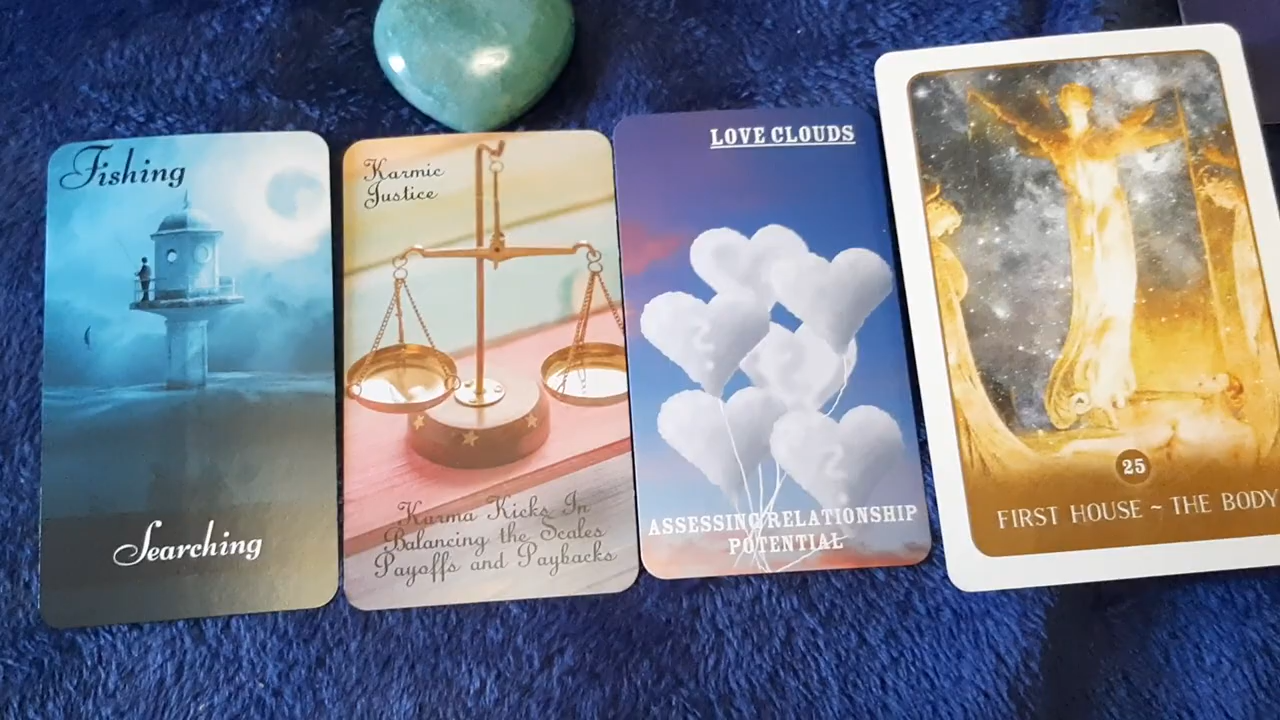 Fishing
Searching
Karmic
Justice
Karma Kicks In
Balancing the Scales
Payoffs and Paybacks
LOVE CLOUDS
?
?
?
ASSESSING RELATIONSHIP
POTENTIAL
25
FIRST HOUSE ~ THE BODY